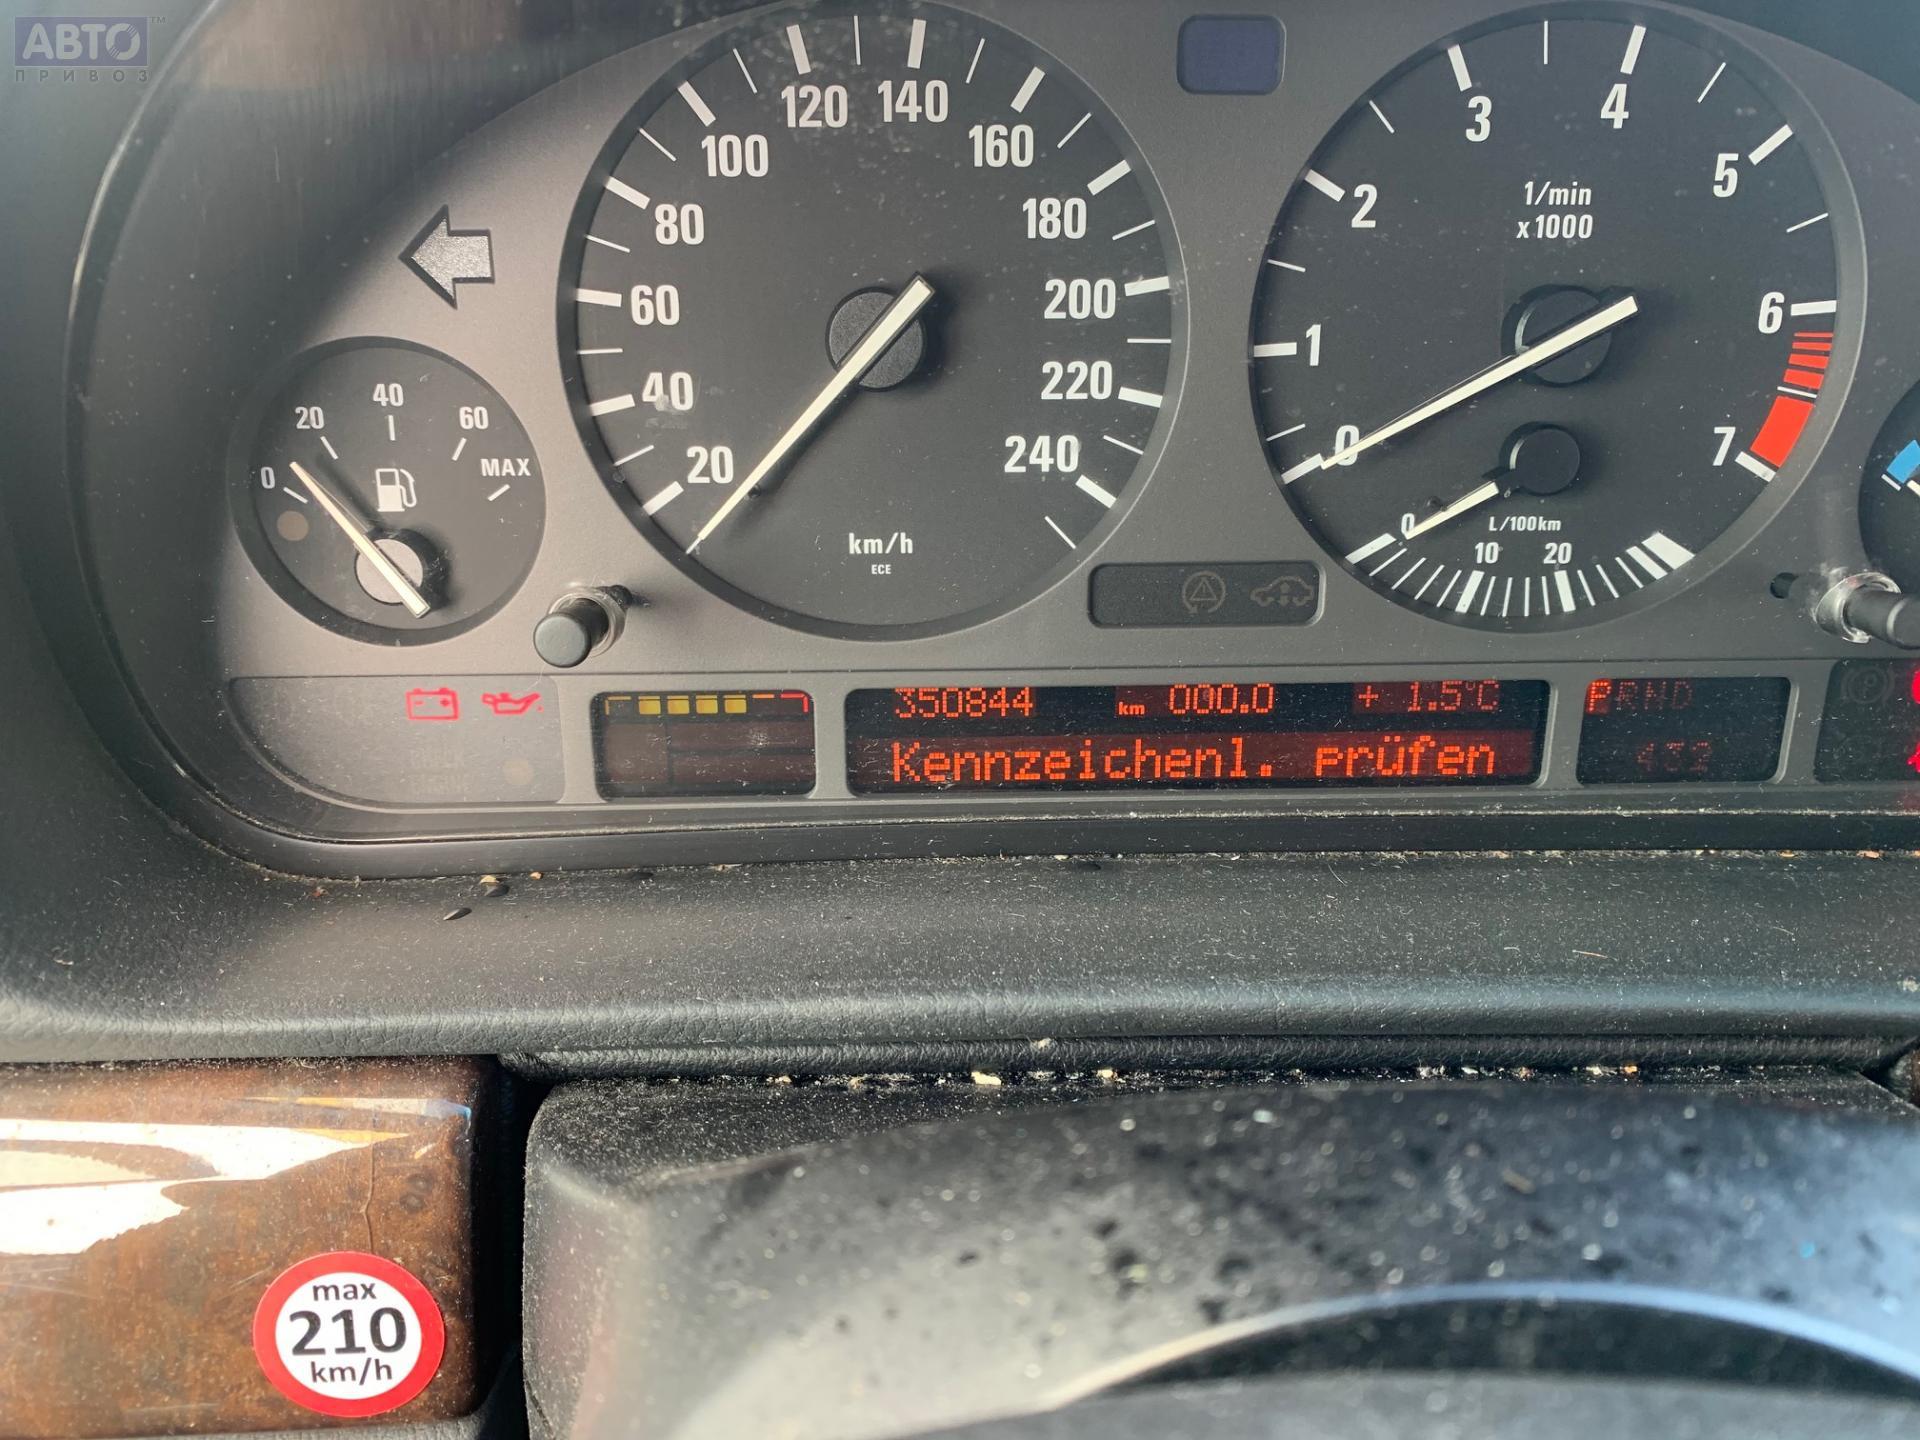 АВТО™
ПРИВОЗ
0
20
40
60
MAX
20
40
60
80
100
120
140
160
180
200
220
240
km/h
ECE
0
1
2
3
4
5
6
7
1/min
x1000
0
10
20
L/100km
350844 km 000.0 + 1.5°C
Kennzeichenl. prüfen
PRND
432
max
210
km/h